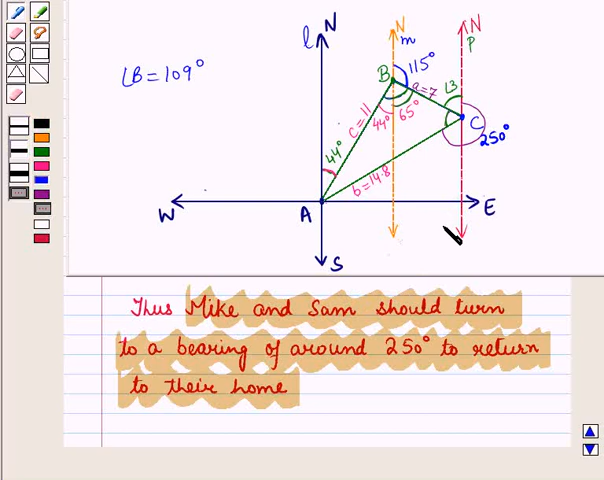 ∠B = 109°
l
N
N
m
N
p
B
115°
a=7
∠3
C
250°
44°
65°
c = 11
44°
b = 14.8
W
A
E
S
Thus Mike and Sam should turn
to a bearing of around 250° to return
to their home